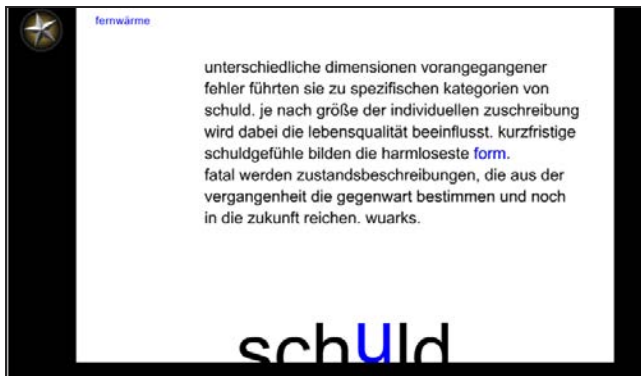 fernwärme
unterschiedliche dimensionen vorangegangener
fehler führten sie zu spezifischen kategorien von
schuld. je nach größe der individuellen zuschreibung
wird dabei die lebensqualität beeinflusst. kurzfristige
schuldgefühle bilden die harmloseste form.
fatal werden zustandsbeschreibungen, die aus der
vergangenheit die gegenwart bestimmen und noch
in die zukunft reichen. wuarks.
schuld